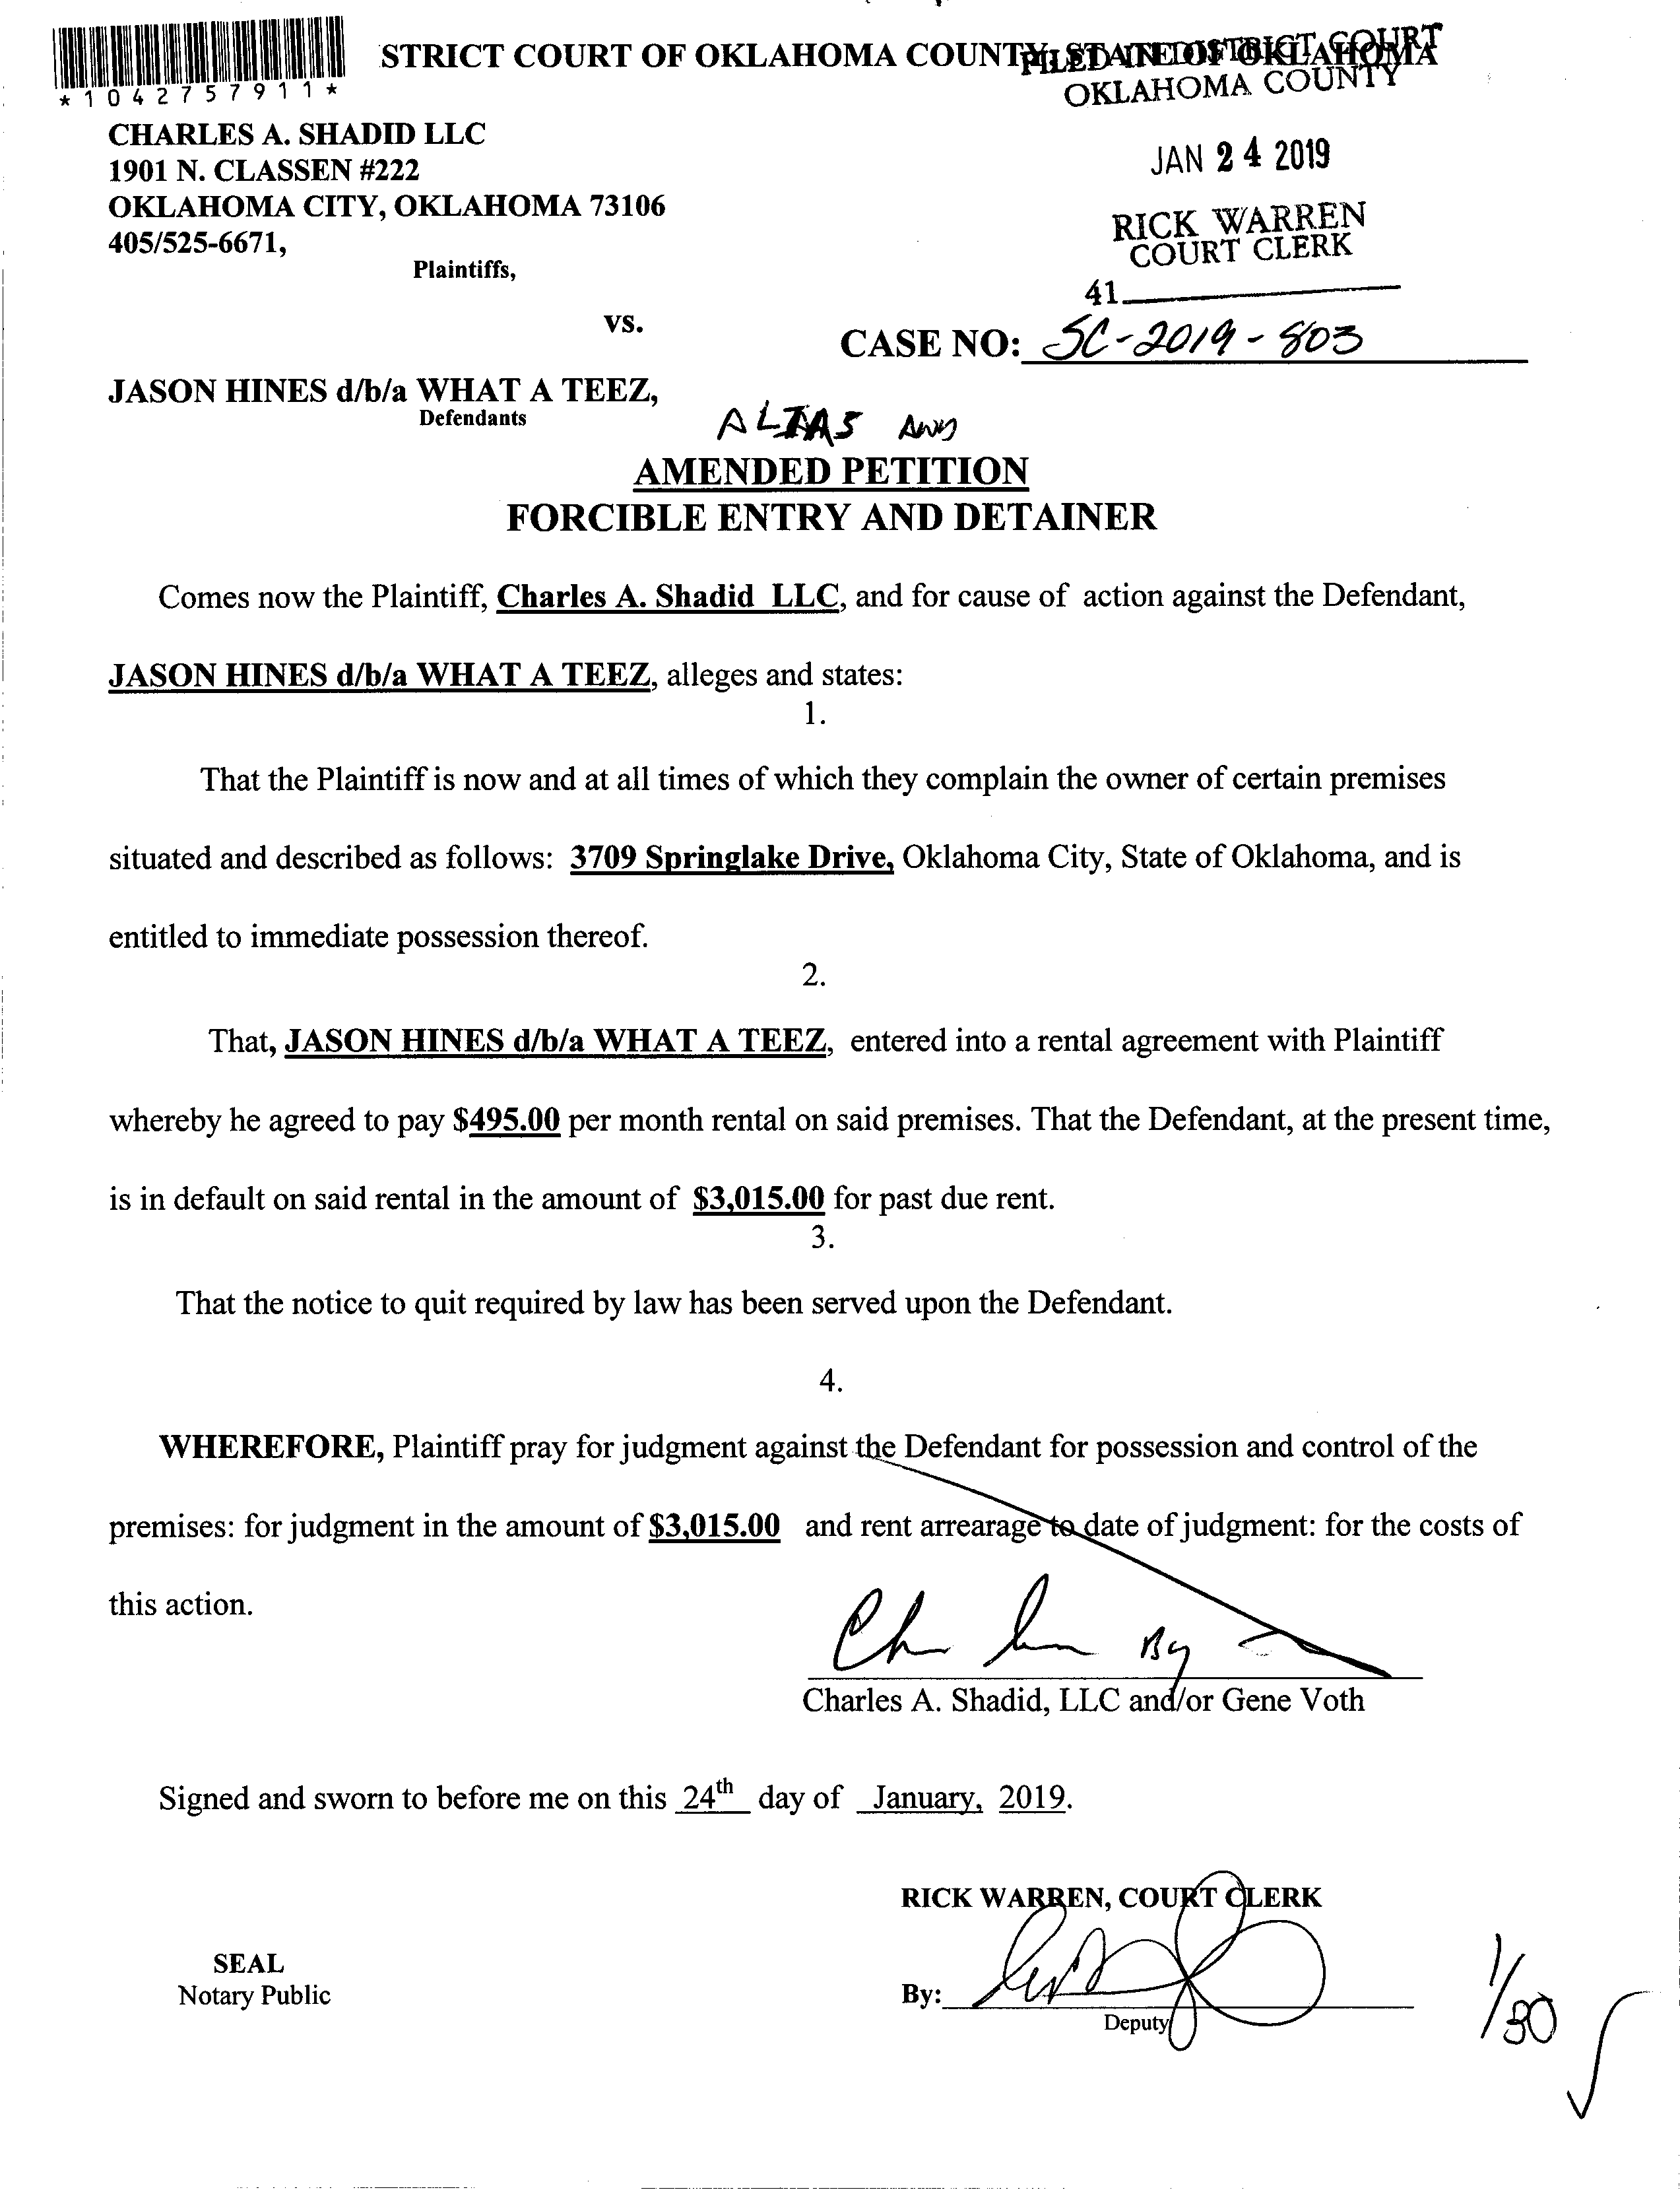 *1042757911*
STRICT COURT OF OKLAHOMA COUNTY, STATE OF OKLAHOMA
FILED IN DISTRICT COURT
OKLAHOMA COUNTY
JAN 24 2019
RICK WARREN
COURT CLERK
41
CHARLES A. SHADID LLC
1901 N. CLASSEN #222
OKLAHOMA CITY, OKLAHOMA 73106
405/525-6671,
Plaintiffs,
vs.
CASE NO: SC-2019-803
JASON HINES d/b/a WHAT A TEEZ,
Defendants
ALIAS AND
AMENDED PETITION
FORCIBLE ENTRY AND DETAINER
Comes now the Plaintiff, Charles A. Shadid LLC, and for cause of action against the Defendant,
JASON HINES d/b/a WHAT A TEEZ, alleges and states:
1.
That the Plaintiff is now and at all times of which they complain the owner of certain premises
situated and described as follows: 3709 Springlake Drive, Oklahoma City, State of Oklahoma, and is
entitled to immediate possession thereof.
2.
That, JASON HINES d/b/a WHAT A TEEZ, entered into a rental agreement with Plaintiff
whereby he agreed to pay $495.00 per month rental on said premises. That the Defendant, at the present time,
is in default on said rental in the amount of $3,015.00 for past due rent.
3.
That the notice to quit required by law has been served upon the Defendant.
4.
WHEREFORE, Plaintiff pray for judgment against the Defendant for possession and control of the
premises: for judgment in the amount of $3,015.00 and rent arrearage to date of judgment: for the costs of
this action.
By
Charles A. Shadid, LLC and/or Gene Voth
Signed and sworn to before me on this 24th day of January, 2019.
RICK WARREN, COURT CLERK
SEAL
Notary Public
By:
Deputy
1/30